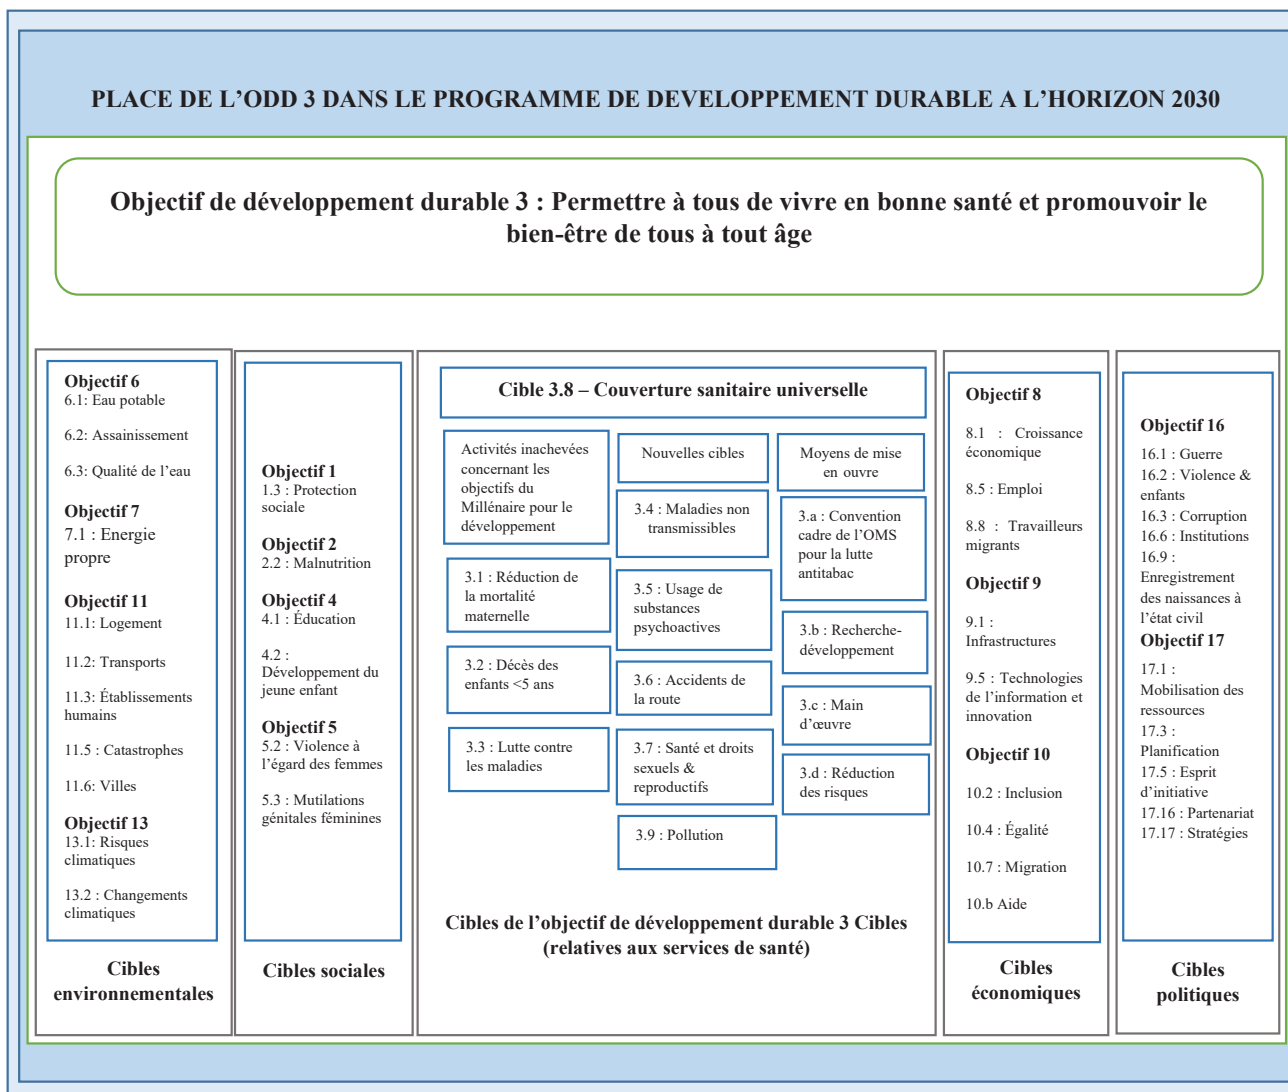 PLACE DE L’ODD 3 DANS LE PROGRAMME DE DEVELOPPEMENT DURABLE A L’HORIZON 2030
Objectif de développement durable 3 : Permettre à tous de vivre en bonne santé et promouvoir le
bien-être de tous à tout âge
Objectif 6
6.1: Eau potable
6.2: Assainissement
6.3: Qualité de l’eau
Objectif 7
7.1 : Energie
propre
Objectif 11
11.1: Logement
11.2: Transports
11.3: Établissements
humains
11.5 : Catastrophes
11.6: Villes
Objectif 13
13.1: Risques
climatiques
13.2 : Changements
climatiques
Cibles
environnementales
Objectif 1
1.3 : Protection
sociale
Objectif 2
2.2 : Malnutrition
Objectif 4
4.1 : Éducation
4.2 :
Développement du
jeune enfant
Objectif 5
5.2 : Violence à
l’égard des femmes
5.3 : Mutilations
génitales féminines
Cibles sociales
Cible 3.8 – Couverture sanitaire universelle
Activités inachevées
concernant les
objectifs du
Millénaire pour le
développement
3.1 : Réduction de
la mortalité
maternelle
3.2 : Décès des
enfants <5 ans
3.3 : Lutte contre
les maladies
Nouvelles cibles
3.4 : Maladies non
transmissibles
3.5 : Usage de
substances
psychoactives
3.6 : Accidents de
la route
3.7 : Santé et droits
sexuels &
reproductifs
3.9 : Pollution
Moyens de mise
en ouvre
3.a : Convention
cadre de l’OMS
pour la lutte
antitabac
3.b : Recherche-
développement
3.c : Main
d’œuvre
3.d : Réduction
des risques
Cibles de l’objectif de développement durable 3 Cibles
(relatives aux services de santé)
Objectif 8
8.1 : Croissance
économique
8.5 : Emploi
8.8 : Travailleurs
migrants
Objectif 9
9.1 :
Infrastructures
9.5 : Technologies
de l’information et
innovation
Objectif 10
10.2 : Inclusion
10.4 : Égalité
10.7 : Migration
10.b Aide
Cibles
économiques
Objectif 16
16.1 : Guerre
16.2 : Violence &
enfants
16.3 : Corruption
16.6 : Institutions
16.9 :
Enregistrement
des naissances à
l’état civil
Objectif 17
17.1 :
Mobilisation des
ressources
17.3 :
Planification
17.5 : Esprit
d’initiative
17.16 : Partenariat
17.17 : Stratégies
Cibles
politiques